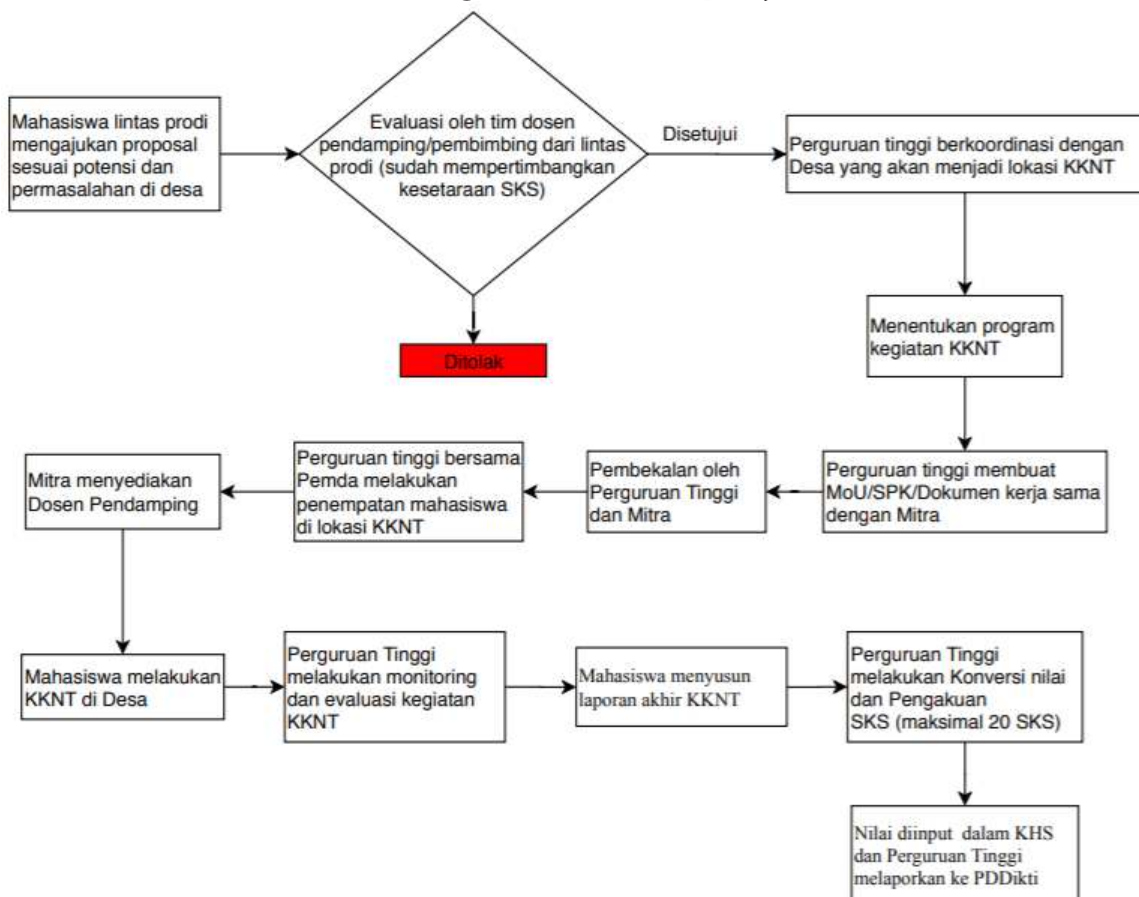 Mahasiswa lintas prodi
mengajukan proposal
sesuai potensi dan
permasalahan di desa
Evaluasi oleh tim dosen
pendamping/pembimbing dari lintas
prodi (sudah mempertimbangkan
kesetaraan SKS)
Disetujui
Perguruan tinggi berkoordinasi dengan
Desa yang akan menjadi lokasi KKNT
Ditolak
Menentukan program
kegiatan KKNT
Perguruan tinggi membuat
MoU/SPK/Dokumen kerja sama
dengan Mitra
Pembekalan oleh
Perguruan Tinggi
dan Mitra
Perguruan tinggi bersama
Pemda melakukan
penempatan mahasiswa
di lokasi KKNT
Mitra menyediakan
Dosen Pendamping
Mahasiswa melakukan
KKNT di Desa
Perguruan Tinggi
melakukan monitoring
dan evaluasi kegiatan
KKNT
Mahasiswa menyusun
laporan akhir KKNT
Perguruan Tinggi
melakukan Konversi nilai
dan Pengakuan
SKS (maksimal 20 SKS)
Nilai diinput dalam KHS
dan Perguruan Tinggi
melaporkan ke PDDikti